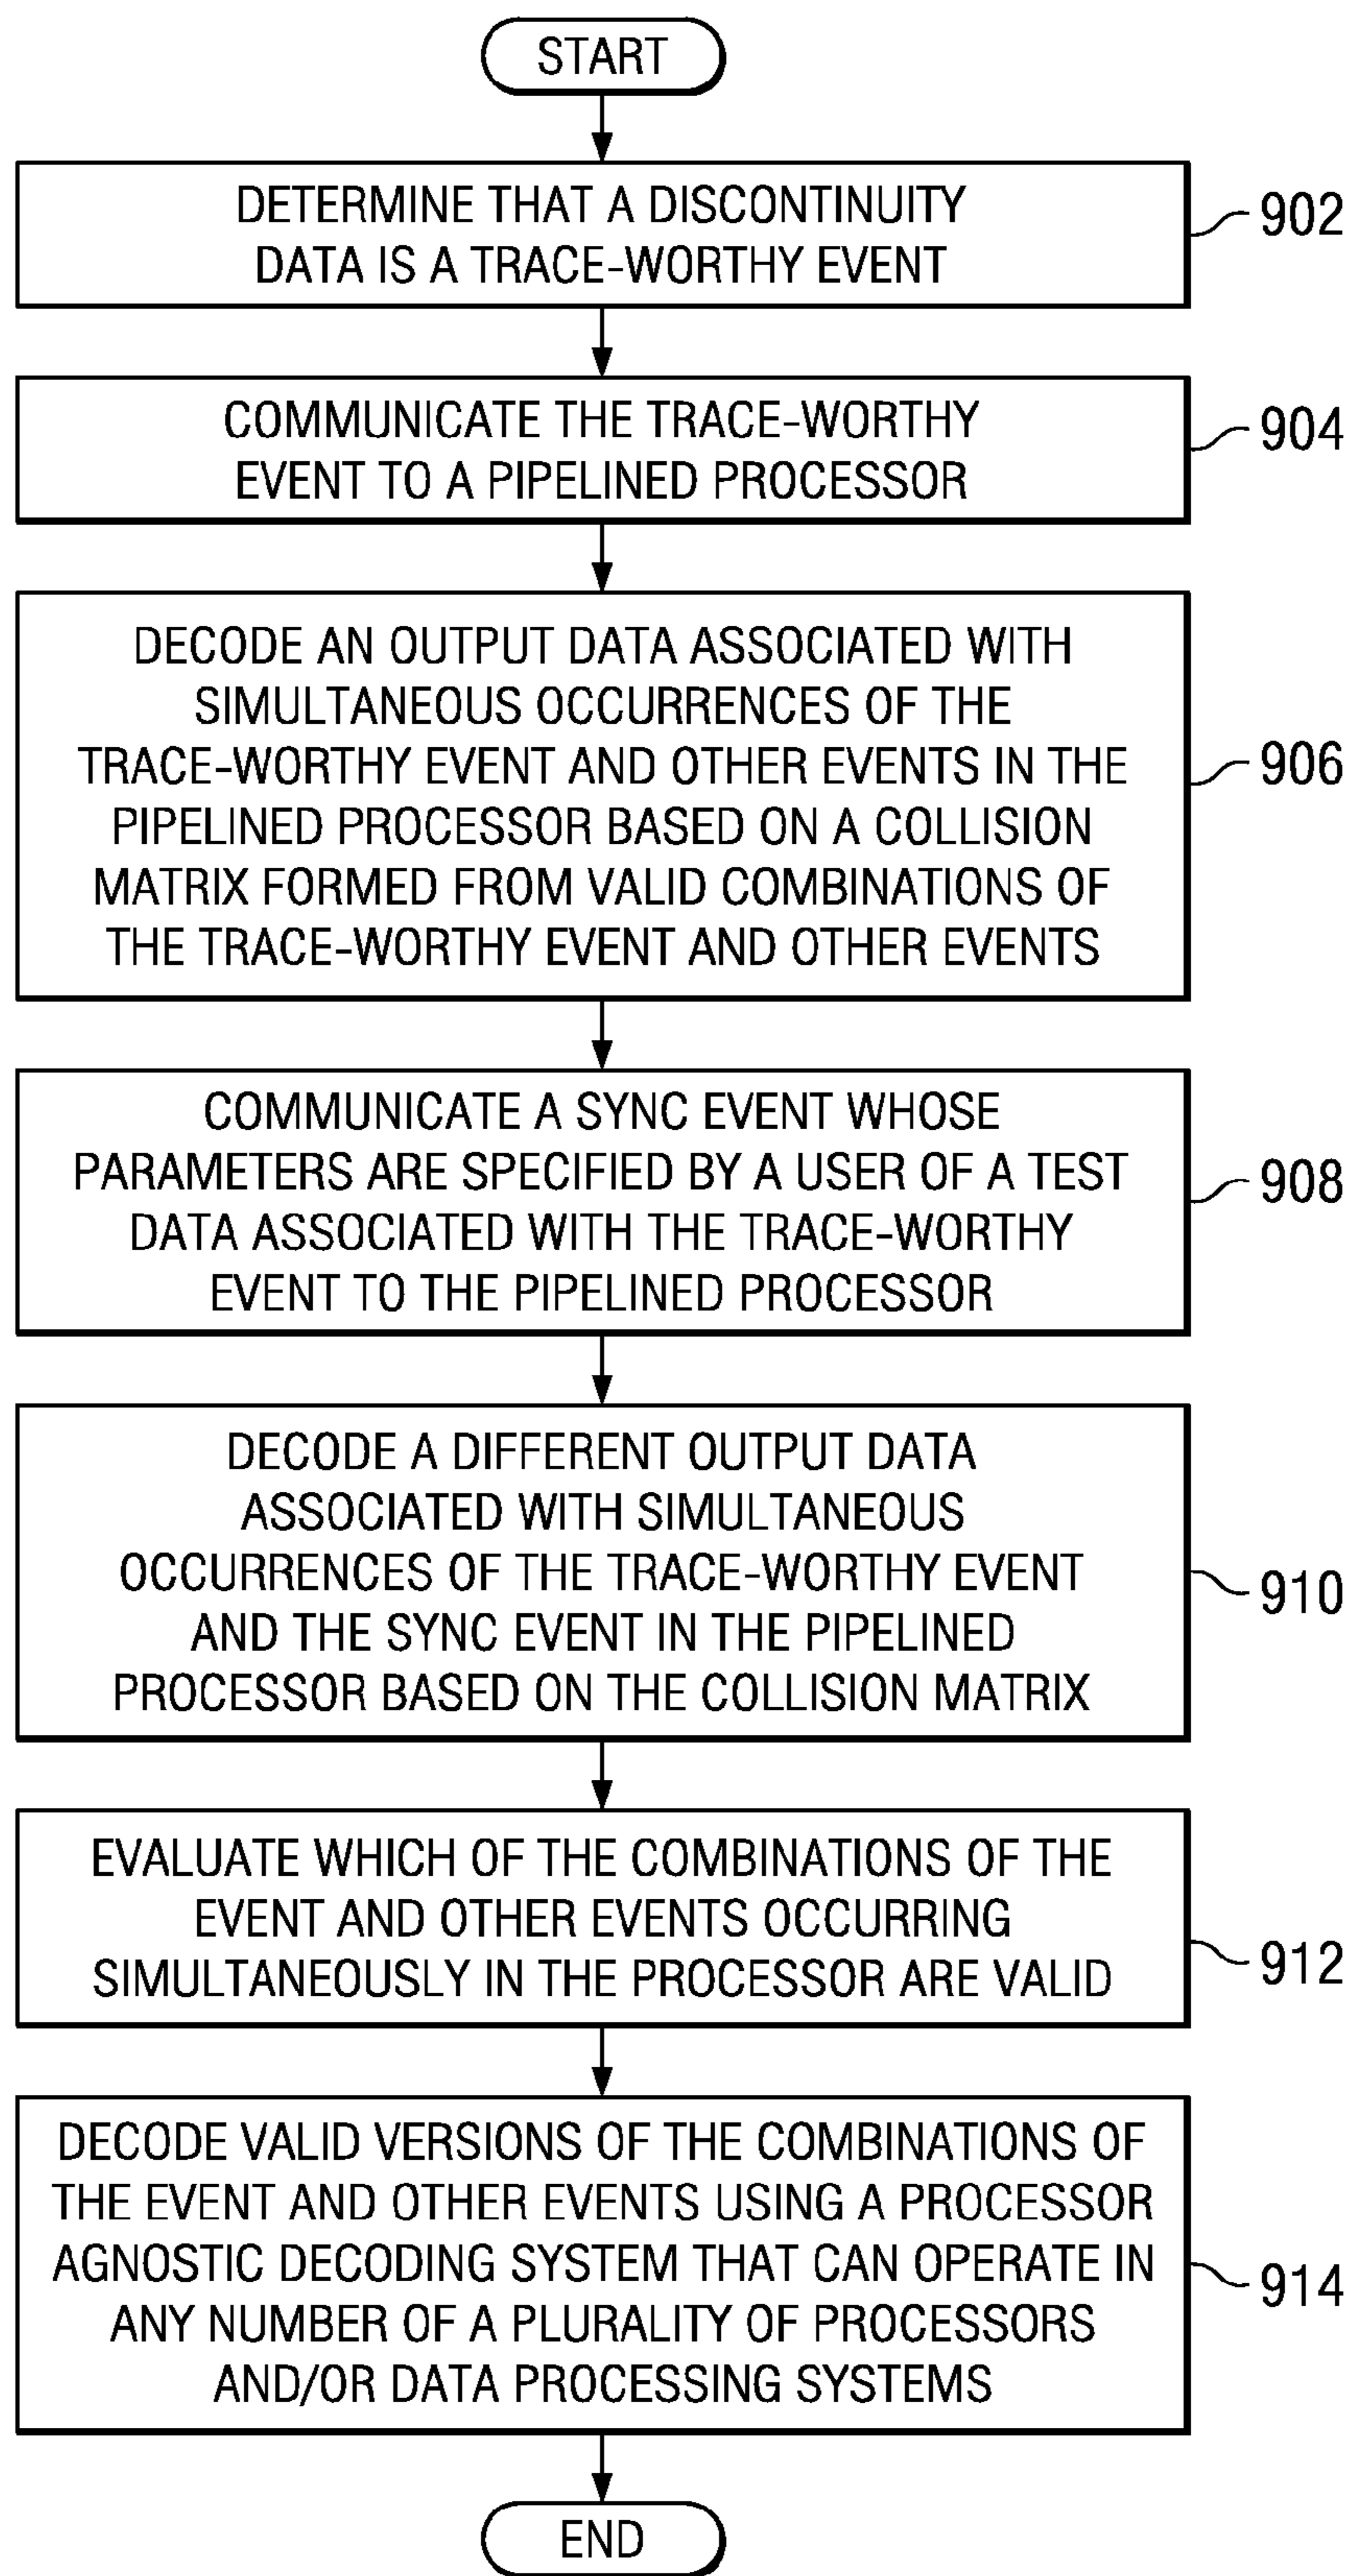 START
DETERMINE THAT A DISCONTINUITY
DATA IS A TRACE-WORTHY EVENT
902
COMMUNICATE THE TRACE-WORTHY
EVENT TO A PIPELINED PROCESSOR
904
DECODE AN OUTPUT DATA ASSOCIATED WITH
SIMULTANEOUS OCCURRENCES OF THE
TRACE-WORTHY EVENT AND OTHER EVENTS IN THE
PIPELINED PROCESSOR BASED ON A COLLISION
MATRIX FORMED FROM VALID COMBINATIONS OF
THE TRACE-WORTHY EVENT AND OTHER EVENTS
906
COMMUNICATE A SYNC EVENT WHOSE
PARAMETERS ARE SPECIFIED BY A USER OF A TEST
DATA ASSOCIATED WITH THE TRACE-WORTHY
EVENT TO THE PIPELINED PROCESSOR
908
DECODE A DIFFERENT OUTPUT DATA
ASSOCIATED WITH SIMULTANEOUS
OCCURRENCES OF THE TRACE-WORTHY EVENT
AND THE SYNC EVENT IN THE PIPELINED
PROCESSOR BASED ON THE COLLISION MATRIX
910
EVALUATE WHICH OF THE COMBINATIONS OF THE
EVENT AND OTHER EVENTS OCCURRING
SIMULTANEOUSLY IN THE PROCESSOR ARE VALID
912
DECODE VALID VERSIONS OF THE COMBINATIONS OF
THE EVENT AND OTHER EVENTS USING A PROCESSOR
AGNOSTIC DECODING SYSTEM THAT CAN OPERATE IN
ANY NUMBER OF A PLURALITY OF PROCESSORS
AND/OR DATA PROCESSING SYSTEMS
914
END